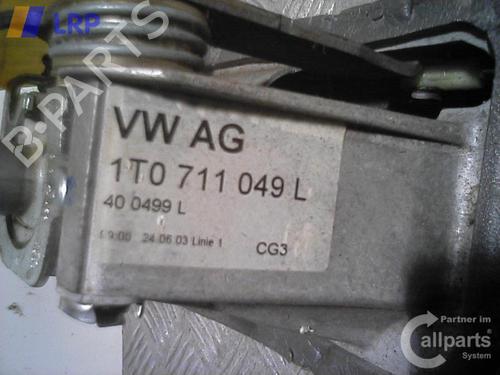 LRP
B-PARTS
VW AG
1T0 711 049 L
40 0499 L
24.06.03 Linie 1
CG3
Partner im
Callparts
System